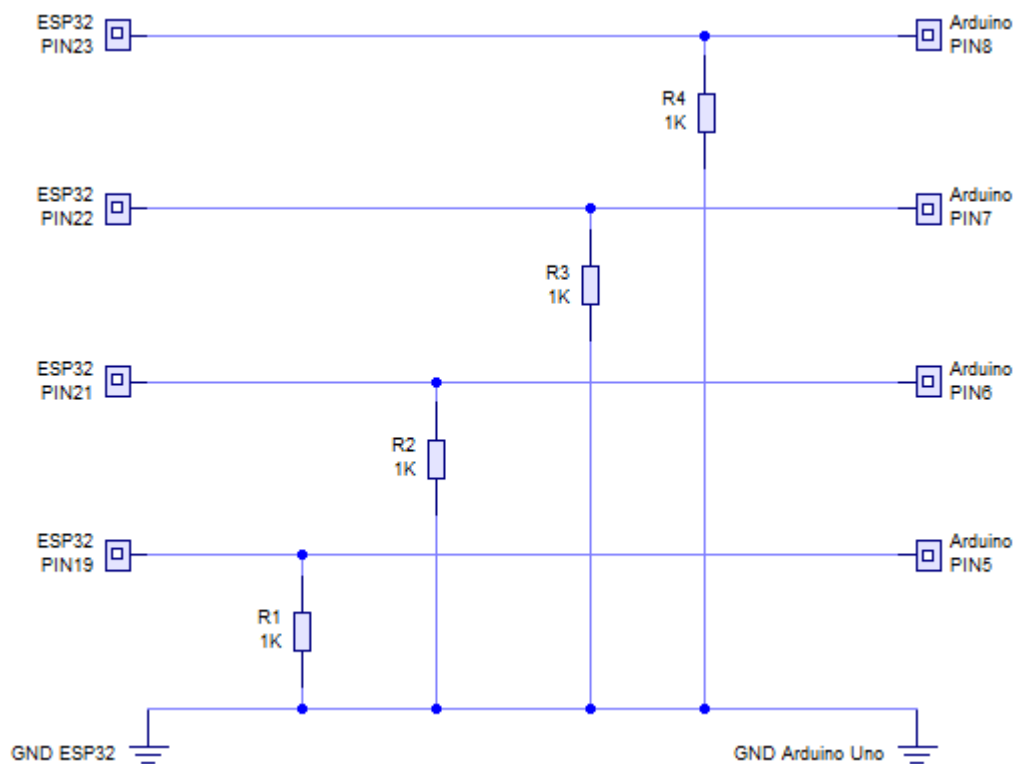 ESP32
PIN23
Arduino
PIN8
R4
1K
ESP32
PIN22
Arduino
PIN7
R3
1K
ESP32
PIN21
Arduino
PIN6
R2
1K
ESP32
PIN19
Arduino
PIN5
R1
1K
GND ESP32
GND Arduino Uno